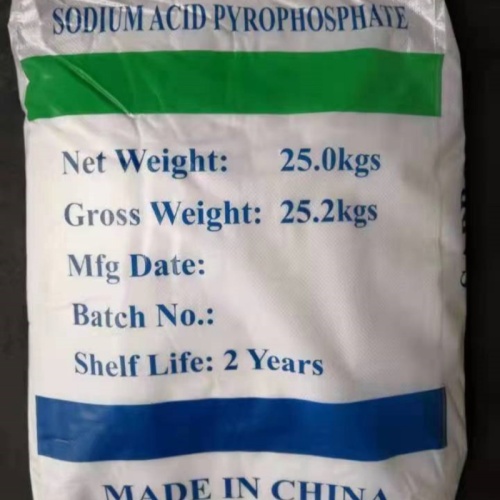 SODIUM ACID PYROPHOSPHATE
Net Weight: 25.0kgs
Gross Weight: 25.2kgs
Mfg Date:
Batch No.:
Shelf Life: 2 Years
MADE IN CHINA